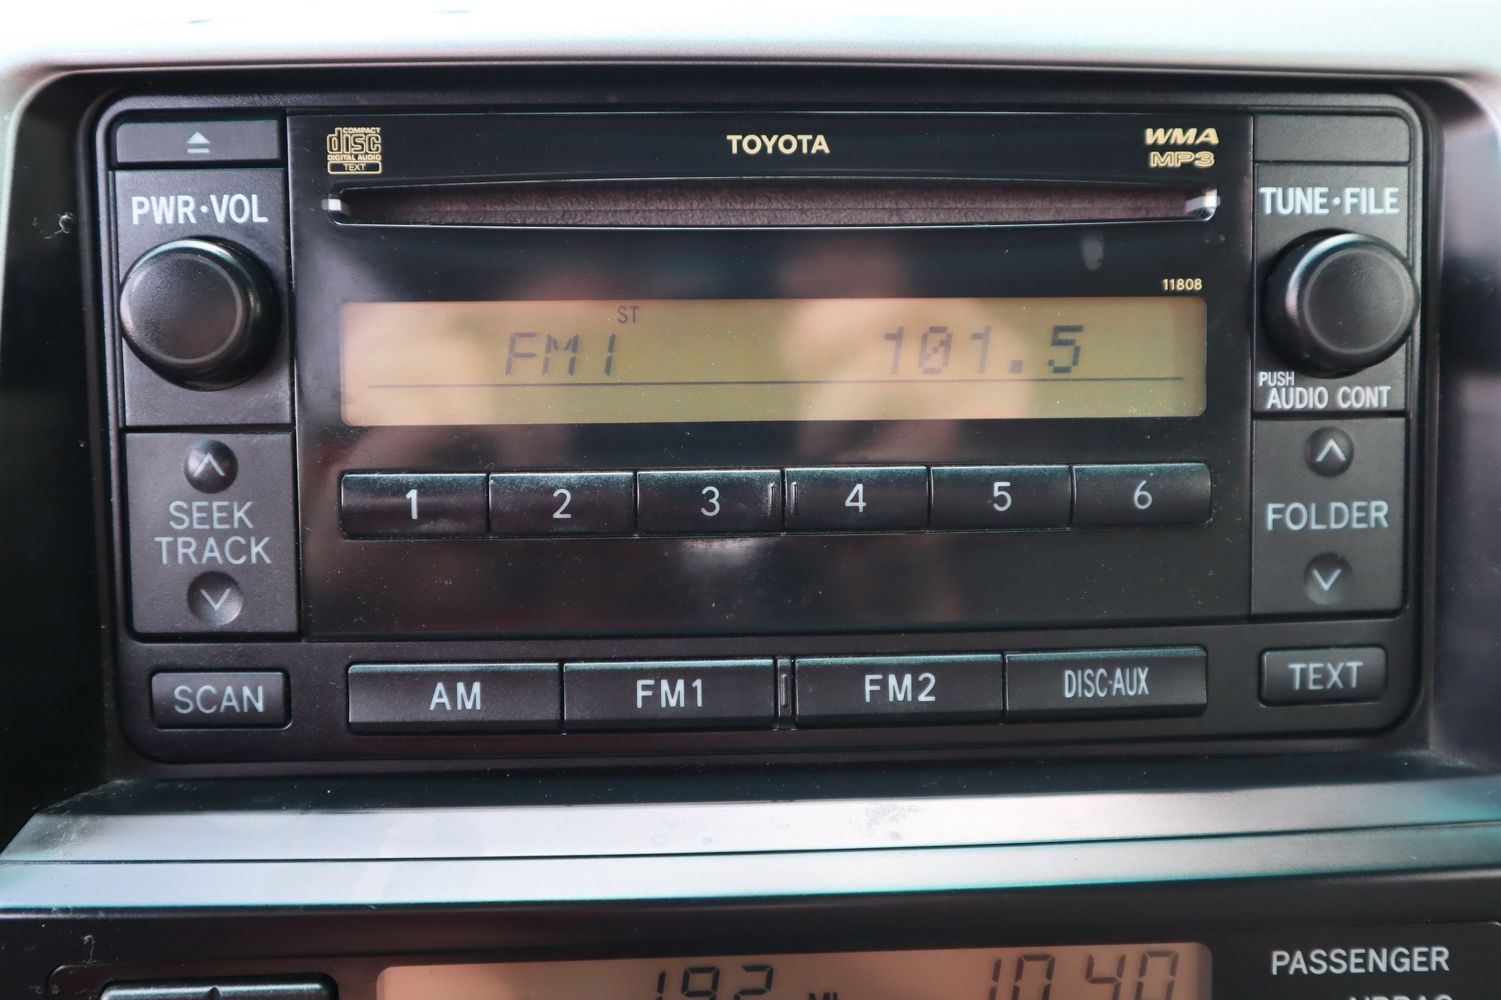 COMPACT
disc
DIGITAL AUDIO
TEXT
TOYOTA
WMA
MP3
PWR·VOL
TUNE·FILE
11808
ST
FM1 101.5
PUSH
AUDIO CONT
1 2 3 4 5 6
SEEK
TRACK
FOLDER
SCAN
AM FM1 FM2 DISC·AUX
TEXT
192 MI 10:40
PASSENGER
AIRBAG